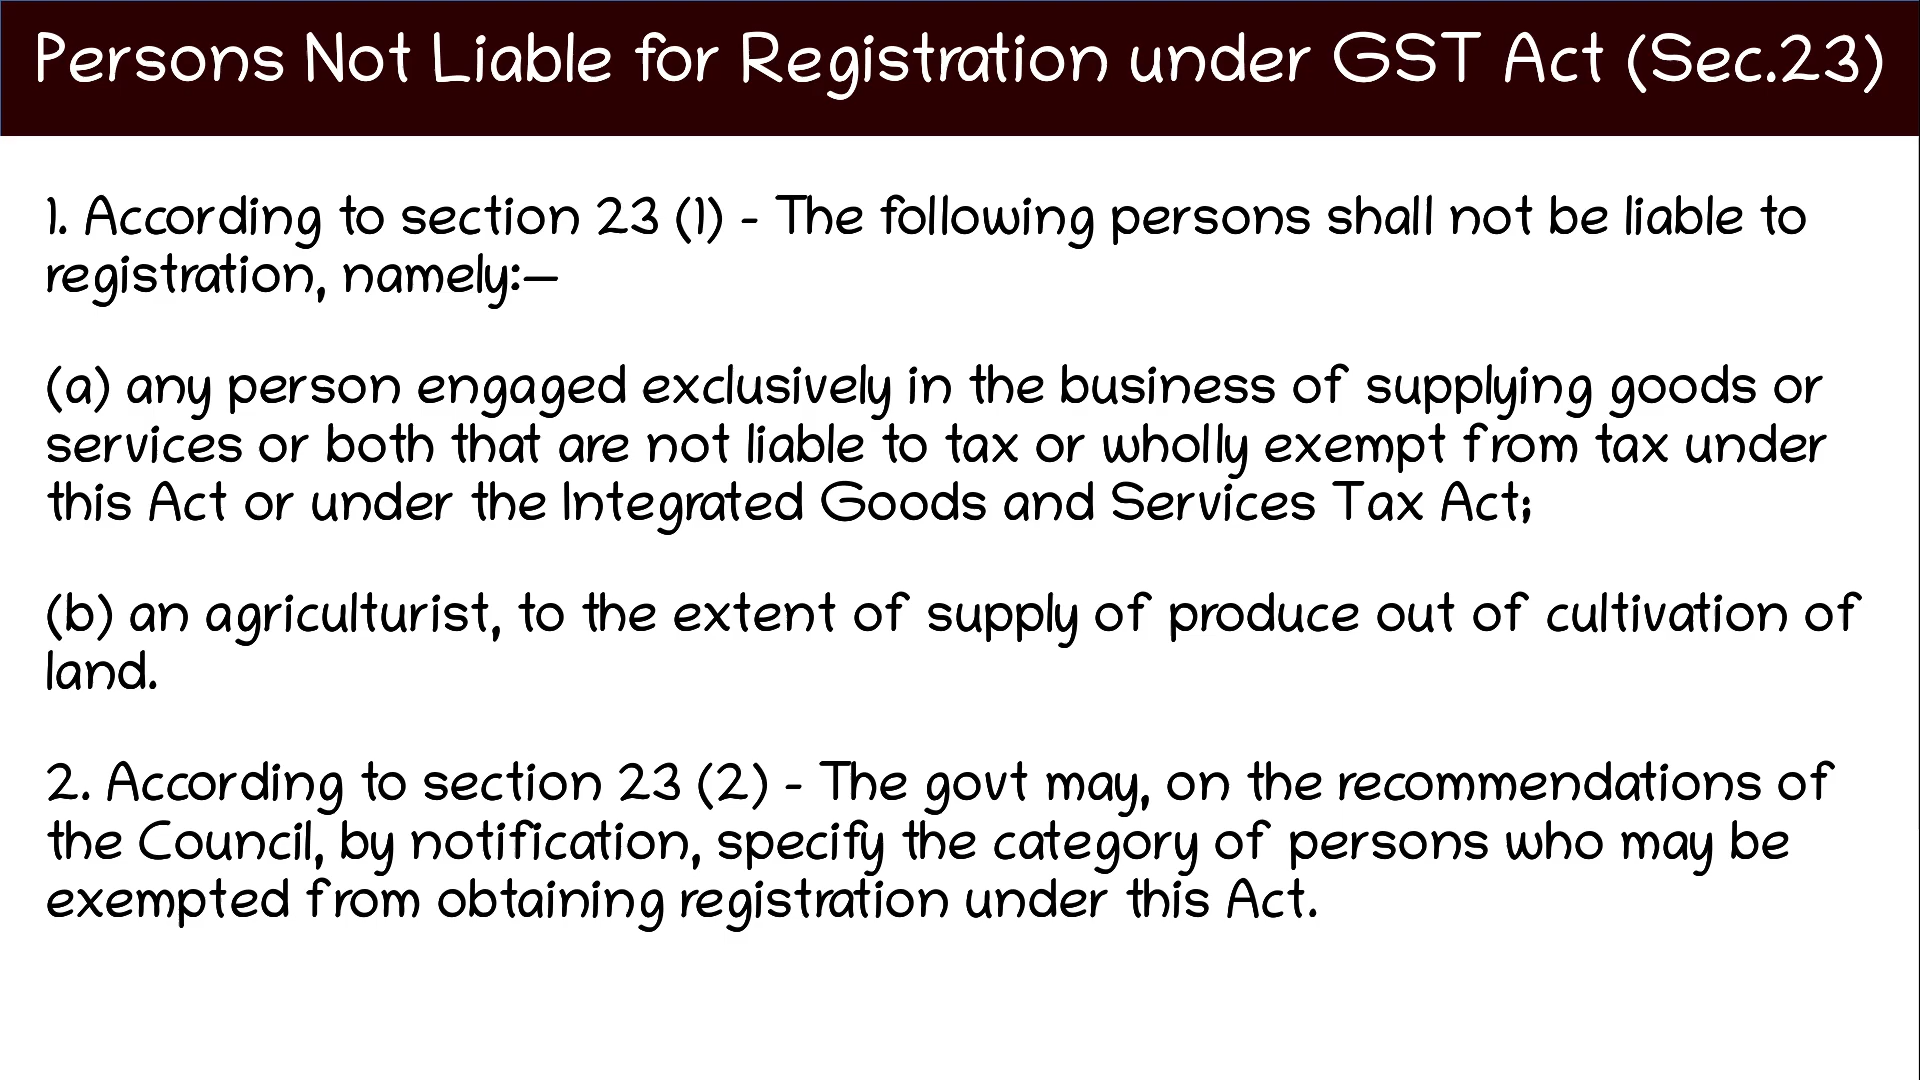 Persons Not Liable for Registration under GST Act (Sec.23)
1. According to section 23 (1) - The following persons shall not be liable to
registration, namely:—
(a) any person engaged exclusively in the business of supplying goods or
services or both that are not liable to tax or wholly exempt from tax under
this Act or under the Integrated Goods and Services Tax Act;
(b) an agriculturist, to the extent of supply of produce out of cultivation of
land.
2. According to section 23 (2) - The govt may, on the recommendations of
the Council, by notification, specify the category of persons who may be
exempted from obtaining registration under this Act.